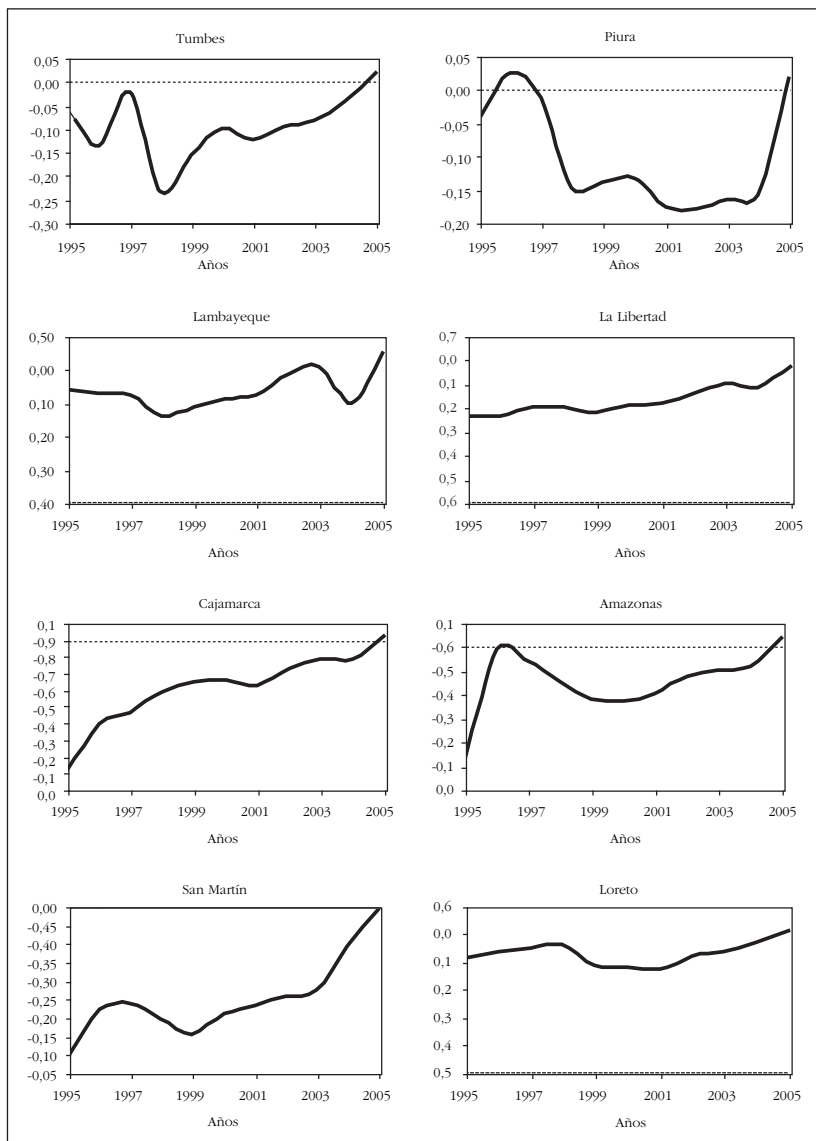 Tumbes
0,05
0,00
-0,05
-0,10
-0,15
-0,20
-0,25
-0,30
1995 1997 1999 2001 2003 2005
Años
Piura
0,05
0,00
-0,05
-0,10
-0,15
-0,20
1995 1997 1999 2001 2003 2005
Años
Lambayeque
0,50
0,00
0,10
0,20
0,30
0,40
1995 1997 1999 2001 2003 2005
Años
La Libertad
0,7
0,0
0,1
0,2
0,3
0,4
0,5
0,6
1995 1997 1999 2001 2003 2005
Años
Cajamarca
0,1
-0,9
-0,8
-0,7
-0,6
-0,5
-0,4
-0,3
-0,2
-0,1
0,0
1995 1997 1999 2001 2003 2005
Años
Amazonas
0,1
-0,6
-0,5
-0,4
-0,3
-0,2
-0,1
0,0
1995 1997 1999 2001 2003 2005
Años
San Martín
0,00
-0,45
-0,40
-0,35
-0,30
-0,25
-0,20
-0,15
-0,10
-0,05
1995 1997 1999 2001 2003 2005
Años
Loreto
0,6
0,0
0,1
0,2
0,3
0,4
0,5
1995 1997 1999 2001 2003 2005
Años